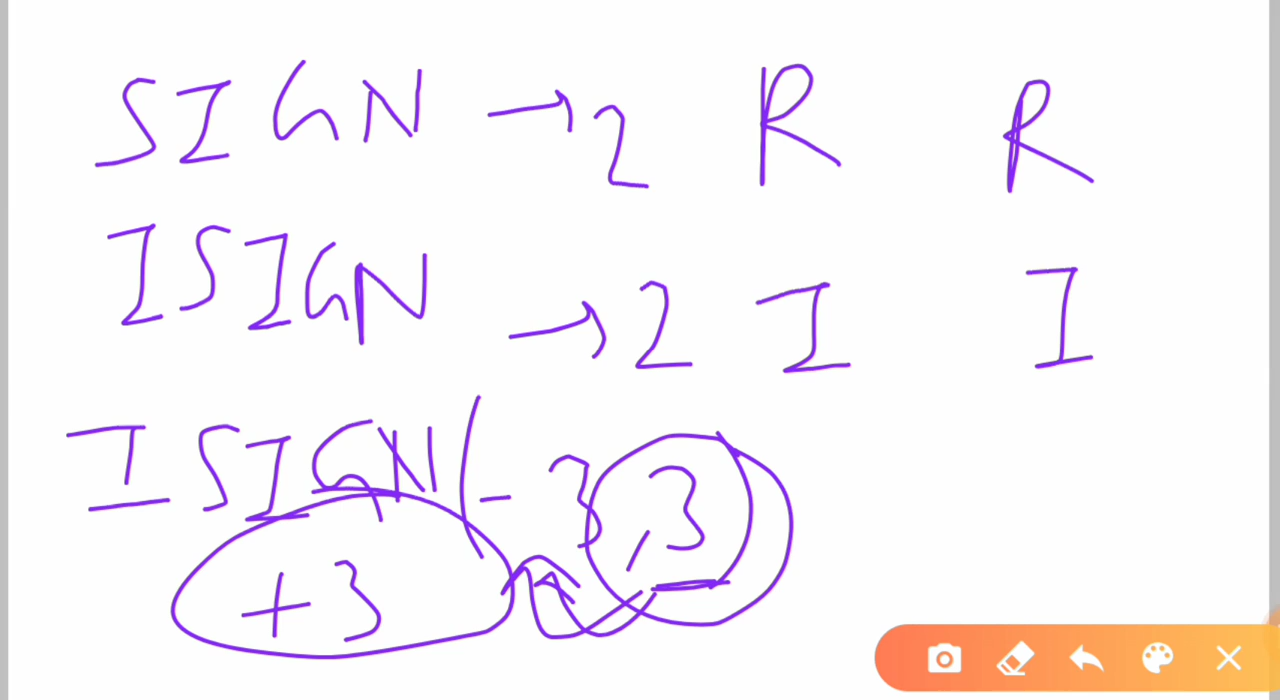 SIGN → 2 R R
ISIGN → 2 I I
ISIGN(-3,3
+3